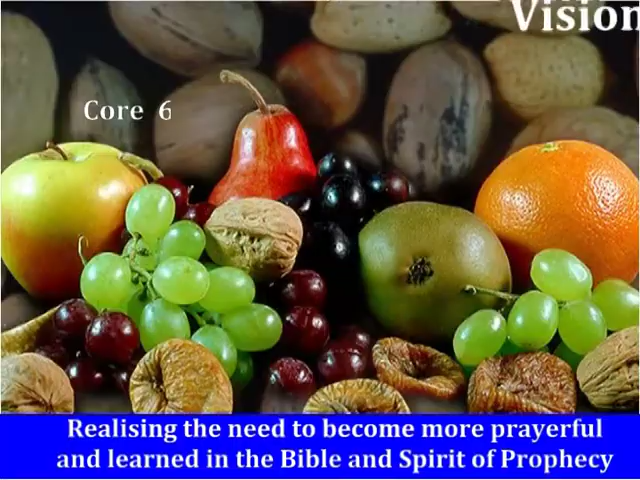 Vision
Core 6
Realising the need to become more prayerful
and learned in the Bible and Spirit of Prophecy